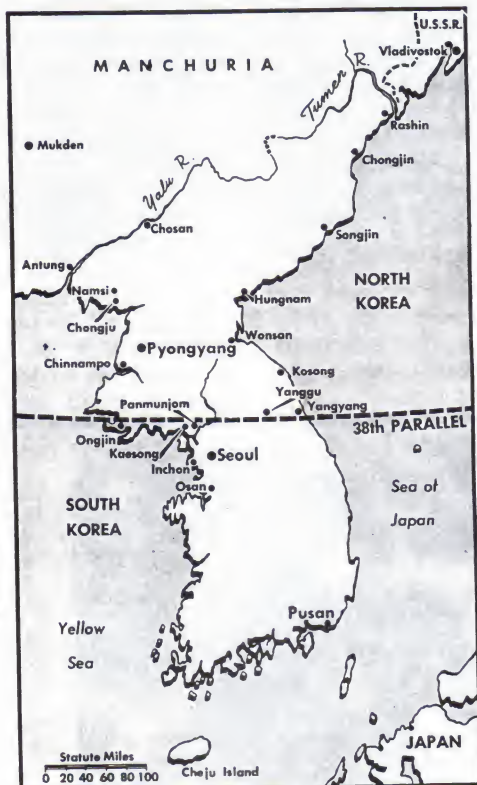 U.S.S.R.
Vladivostok
MANCHURIA
Tumen R.
Rashin
Mukden
Chongjin
Yalu R.
Chosan
Songjin
Antung
Namsi
Chongju
Hungnam
NORTH
KOREA
Wonsan
Pyongyang
Chinnampo
Kosong
Panmunjom
Yanggu
Yangyang
38th PARALLEL
Ongjin
Kaesong
Seoul
Inchon
Osan
Sea of
Japan
SOUTH
KOREA
Pusan
Yellow
Sea
JAPAN
Statute Miles
0 20 40 60 80 100
Cheju Island